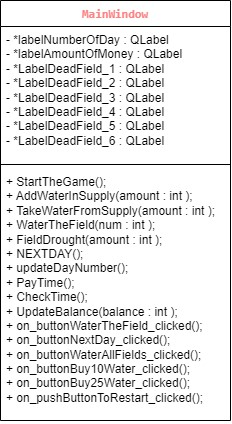 MainWindow
- *labelNumberOfDay : QLabel
- *labelAmountOfMoney : QLabel
- *LabelDeadField_1 : QLabel
- *LabelDeadField_2 : QLabel
- *LabelDeadField_3 : QLabel
- *LabelDeadField_4 : QLabel
- *LabelDeadField_5 : QLabel
- *LabelDeadField_6 : QLabel
+ StartTheGame();
+ AddWaterInSupply(amount : int );
+ TakeWaterFromSupply(amount : int );
+ WaterTheField(num : int );
+ FieldDrought(amount : int );
+ NEXTDAY();
+ updateDayNumber();
+ PayTime();
+ CheckTime();
+ UpdateBalance(balance : int );
+ on_buttonWaterTheField_clicked();
+ on_buttonNextDay_clicked();
+ on_buttonWaterAllFields_clicked();
+ on_buttonBuy10Water_clicked();
+ on_buttonBuy25Water_clicked();
+ on_pushButtonToRestart_clicked();